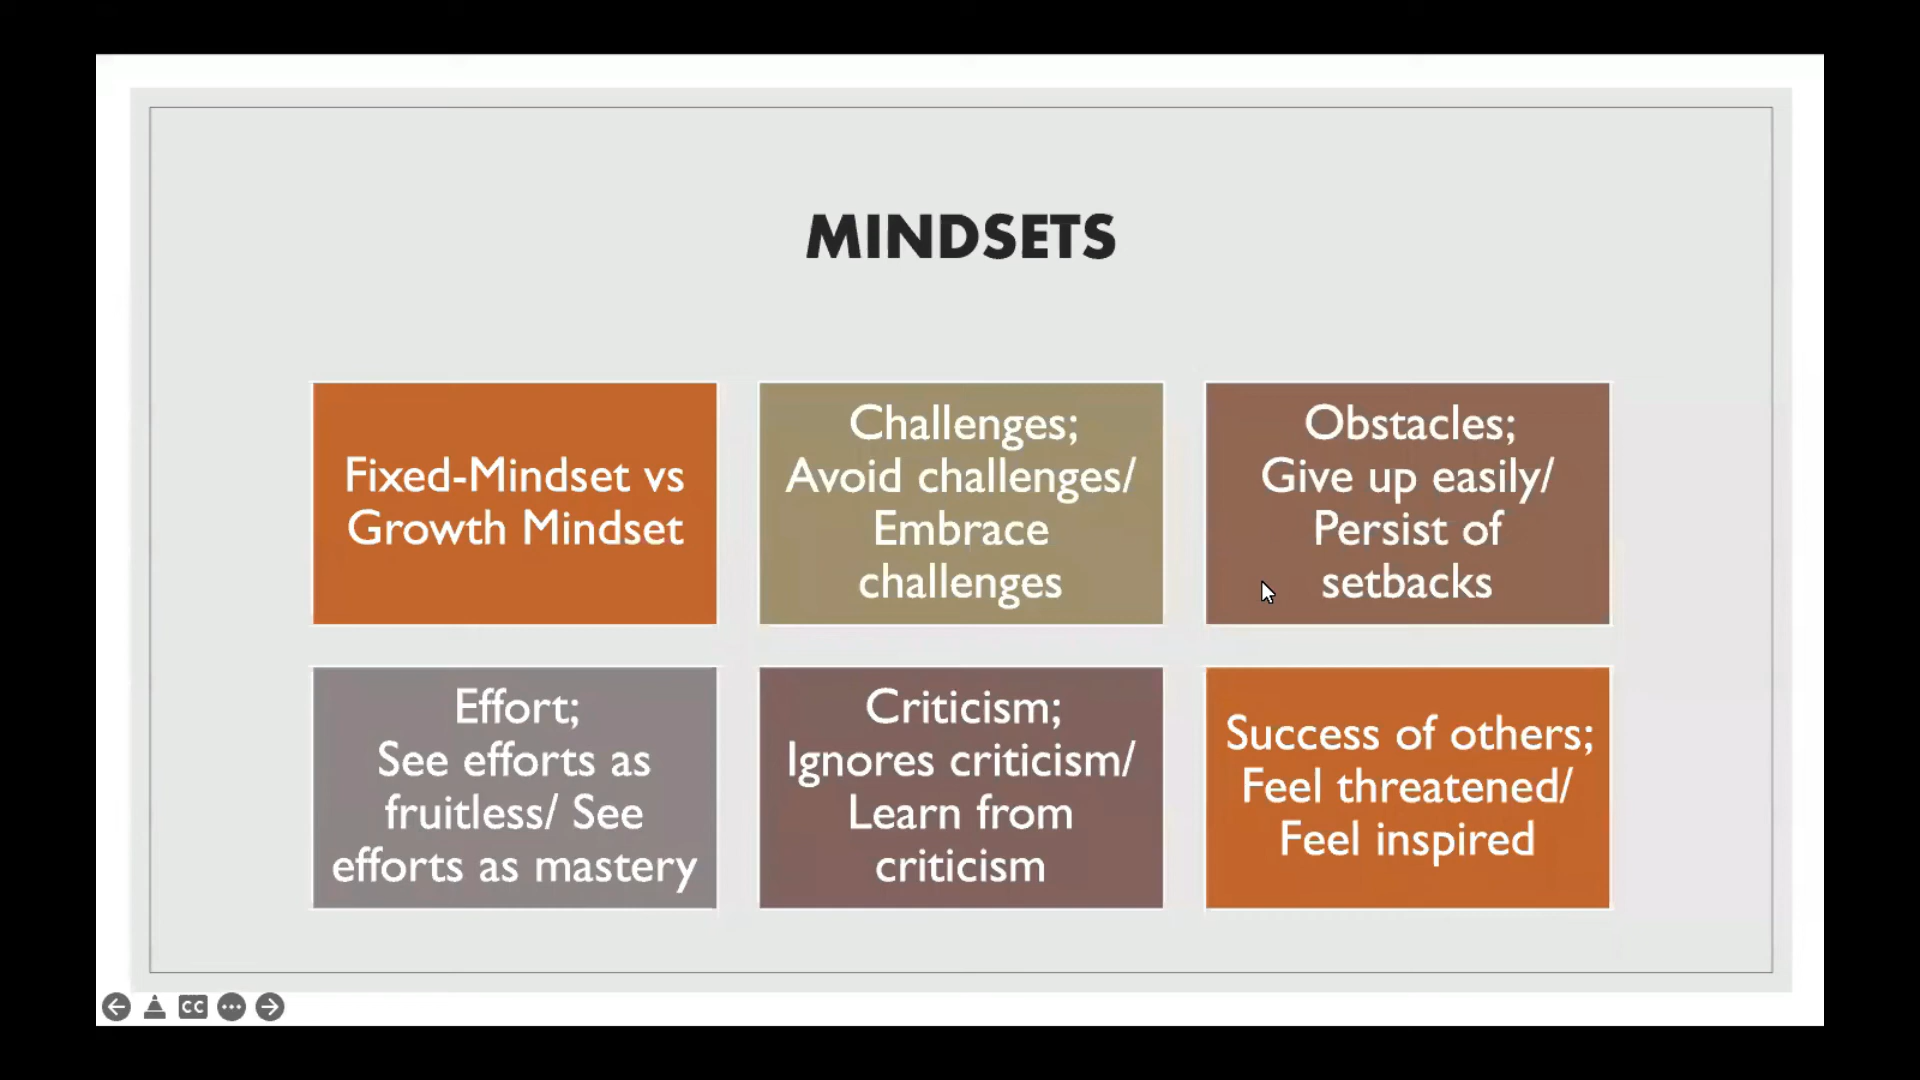 MINDSETS
Fixed-Mindset vs
Growth Mindset
Challenges;
Avoid challenges/
Embrace
challenges
Obstacles;
Give up easily/
Persist of
setbacks
Effort;
See efforts as
fruitless/ See
efforts as mastery
Criticism;
Ignores criticism/
Learn from
criticism
Success of others;
Feel threatened/
Feel inspired
CC